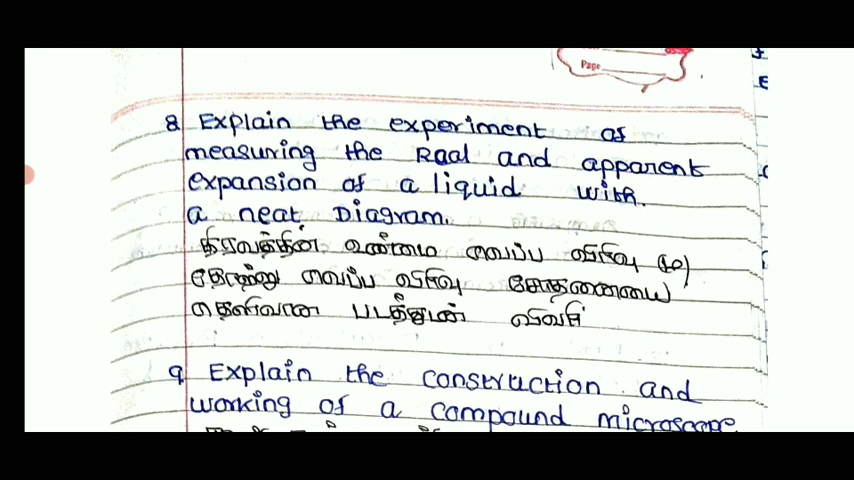 Page
8 Explain the experiment of
measuring the Real and apparent
expansion of a liquid with.
a neat Diagram.
திரவத்தின் உண்மை வெப்ப விரிவு (ம)
தோற்ற வெப்ப விரிவு சோதனையை
தெளிவான படத்துடன் விவரி
9 Explain the construction and
working of a compound microscope.